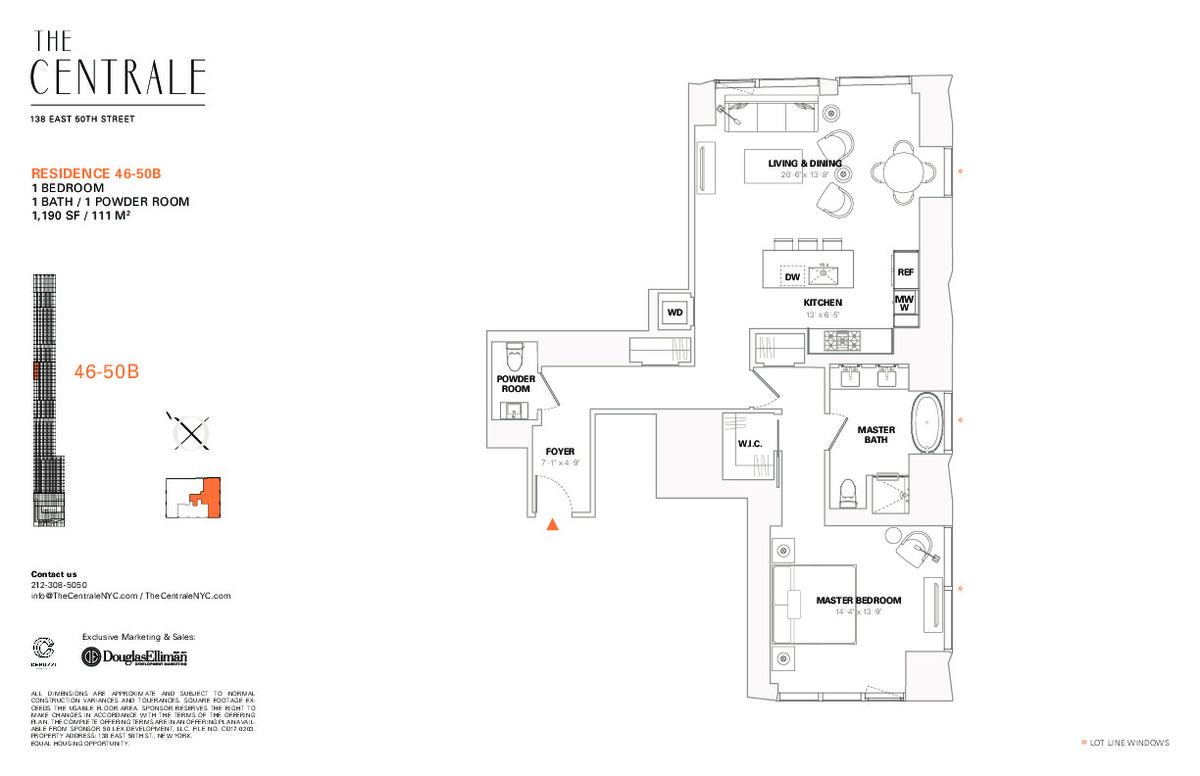 THE
CENTRALE
138 EAST 50TH STREET
RESIDENCE 46-50B
1 BEDROOM
1 BATH / 1 POWDER ROOM
1,190 SF / 111 M²
46-50B
Contact us
212-308-5050
info@TheCentraleNYC.com / TheCentraleNYC.com
Exclusive Marketing & Sales:
CERUZZI
DouglasElliman
DEVELOPMENT MARKETING
ALL DIMENSIONS ARE APPROXIMATE AND SUBJECT TO NORMAL
CONSTRUCTION VARIANCES AND TOLERANCES. SQUARE FOOTAGE EX-
CEEDS THE USABLE FLOOR AREA. SPONSOR RESERVES THE RIGHT TO
MAKE CHANGES IN ACCORDANCE WITH THE TERMS OF THE OFFERING
PLAN. THE COMPLETE OFFERING TERMS ARE IN AN OFFERING PLAN AVAIL-
ABLE FROM SPONSOR 50 LEX DEVELOPMENT, LLC. FILE NO. CD17-0203.
PROPERTY ADDRESS: 138 EAST 50TH ST., NEW YORK.
EQUAL HOUSING OPPORTUNITY.
LIVING & DINING
20'-6" x 13'-8"
DW
REF
MW
W
KITCHEN
13' x 6'-5"
WD
POWDER
ROOM
FOYER
7'-1" x 4'-9"
W.I.C.
MASTER
BATH
MASTER BEDROOM
14'-4" x 13'-9"
* LOT LINE WINDOWS